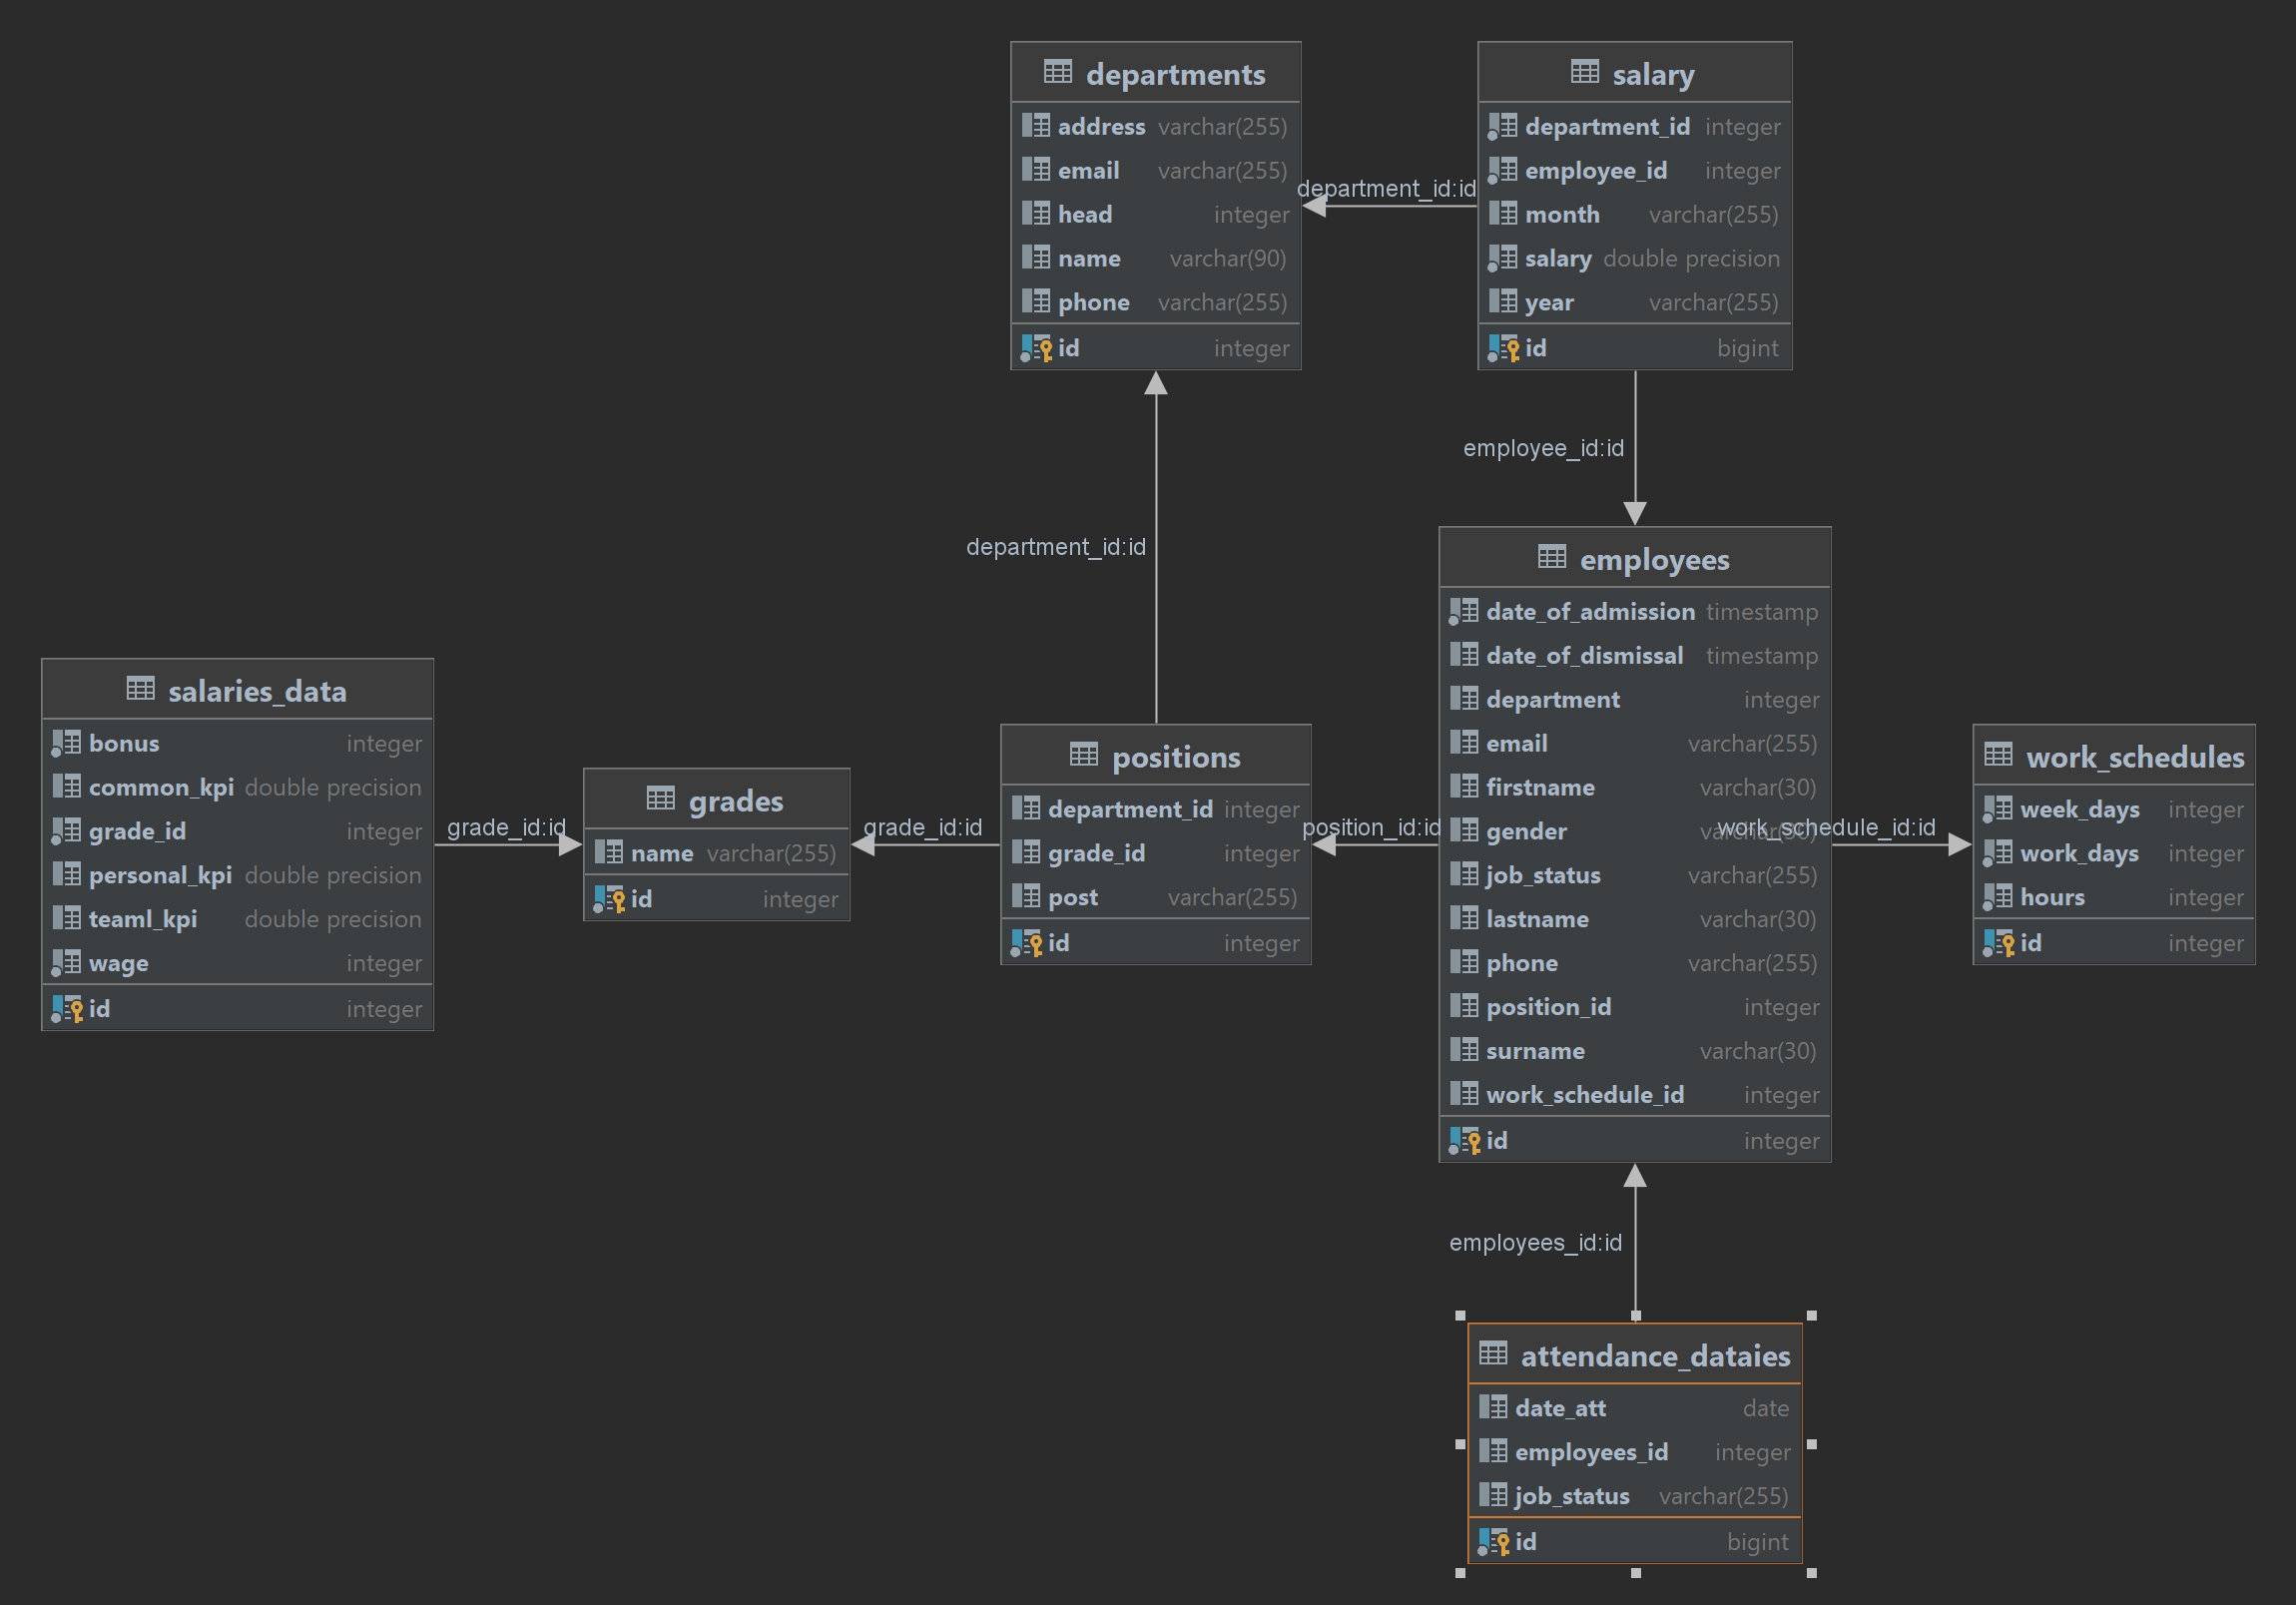 departments
address varchar(255)
email varchar(255)
head integer
name varchar(90)
phone varchar(255)
id integer
department_id:id
salary
department_id integer
employee_id integer
month varchar(255)
salary double precision
year varchar(255)
id bigint
employee_id:id
department_id:id
employees
date_of_admission timestamp
date_of_dismissal timestamp
department integer
email varchar(255)
firstname varchar(30)
gender
job_status varchar(255)
lastname varchar(30)
phone varchar(255)
position_id integer
surname varchar(30)
work_schedule_id integer
id integer
salaries_data
bonus integer
common_kpi double precision
grade_id integer
personal_kpi double precision
teaml_kpi double precision
wage integer
id integer
grade_id:id
grades
name varchar(255)
id integer
grade_id:id
positions
department_id integer
grade_id integer
post varchar(255)
id integer
position_id:id
work_schedule_id:id
work_schedules
week_days integer
work_days integer
hours integer
id integer
employees_id:id
attendance_dataies
date_att date
employees_id integer
job_status varchar(255)
id bigint